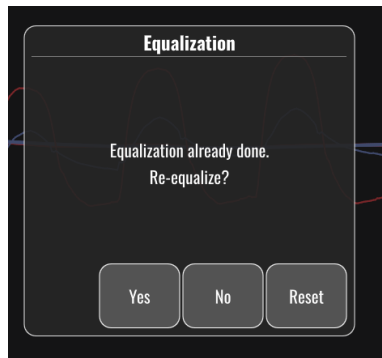 Equalization
Equalization already done.
Re-equalize?
Yes No Reset